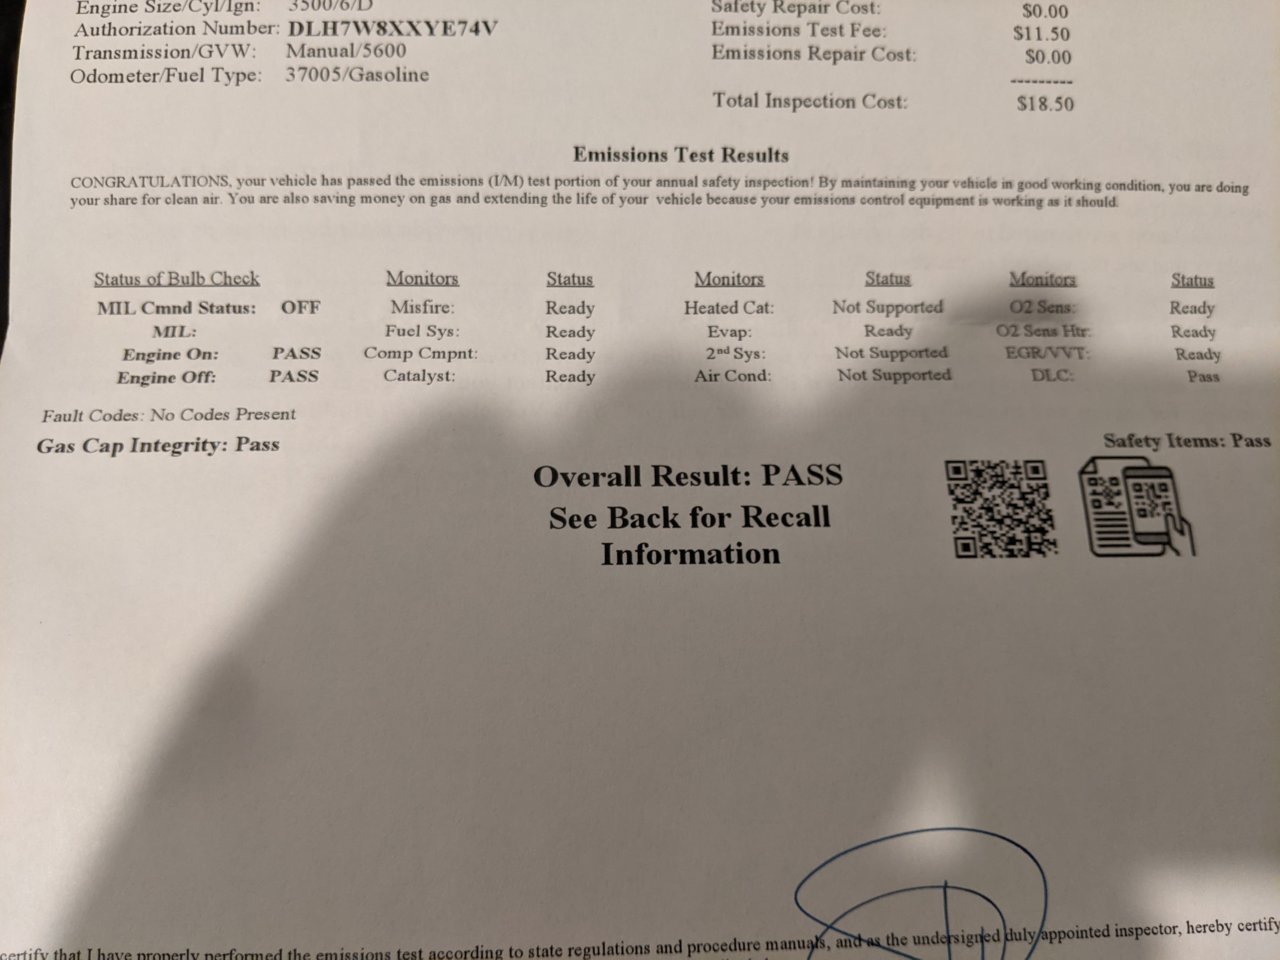 Engine Size/Cyl/Ign: 3500/6/D
Authorization Number: DLH7W8XXYE74V
Transmission/GVW: Manual/5600
Odometer/Fuel Type: 37005/Gasoline
Safety Repair Cost: $0.00
Emissions Test Fee: $11.50
Emissions Repair Cost: $0.00
---------
Total Inspection Cost: $18.50
Emissions Test Results
CONGRATULATIONS, your vehicle has passed the emissions (I/M) test portion of your annual safety inspection! By maintaining your vehicle in good working condition, you are doing
your share for clean air. You are also saving money on gas and extending the life of your vehicle because your emissions control equipment is working as it should.
Status of Bulb Check Monitors Status Monitors Status Monitors Status
MIL Cmnd Status: OFF Misfire: Ready Heated Cat: Not Supported O2 Sens: Ready
MIL: Fuel Sys: Ready Evap: Ready O2 Sens Htr: Ready
Engine On: PASS Comp Cmpnt: Ready 2nd Sys: Not Supported EGR/VVT: Ready
Engine Off: PASS Catalyst: Ready Air Cond: Not Supported DLC: Pass
Fault Codes: No Codes Present
Gas Cap Integrity: Pass
Safety Items: Pass
Overall Result: PASS
See Back for Recall
Information
certify that I have properly performed the emissions test according to state regulations and procedure manuals, and as the undersigned duly appointed inspector, hereby certify